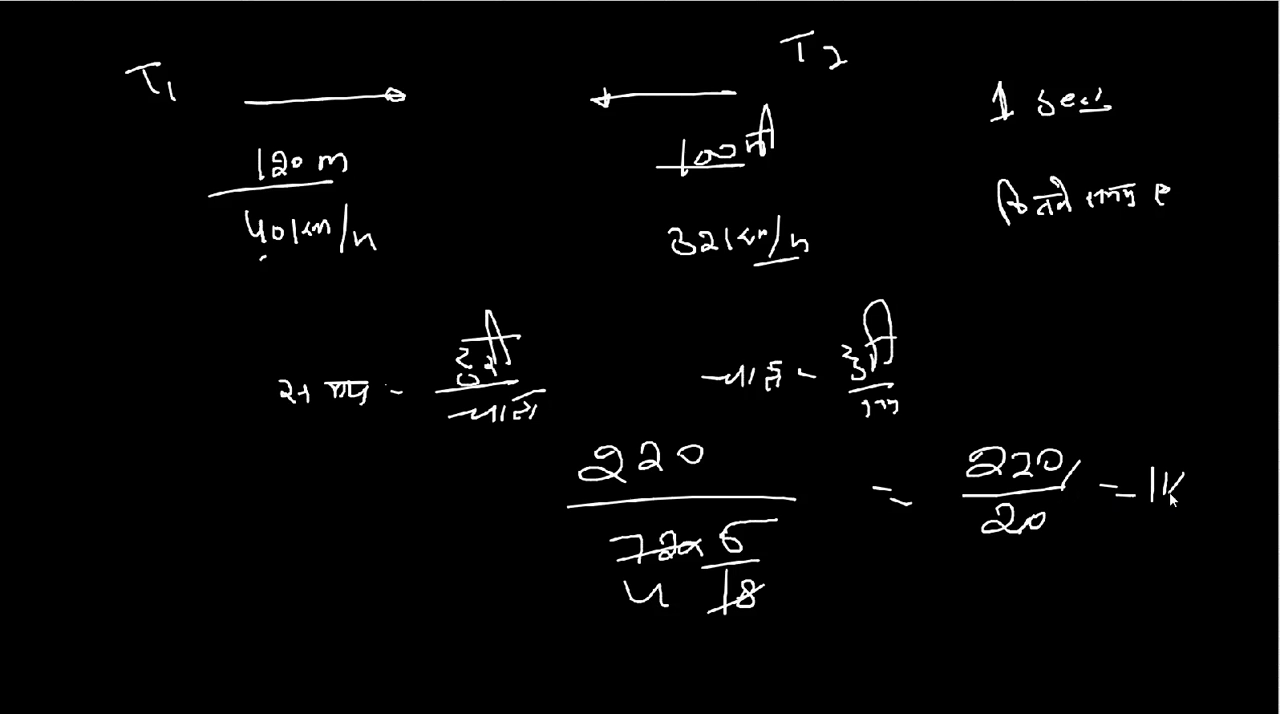 T1 T2
120 m 100 मी 1 sec
40 km/h 32 km/h कितने समय
समय = दूरी / चाल चाल = दूरी / समय
220 / 72 x 5 / 18 = 220 / 20 = 11
4